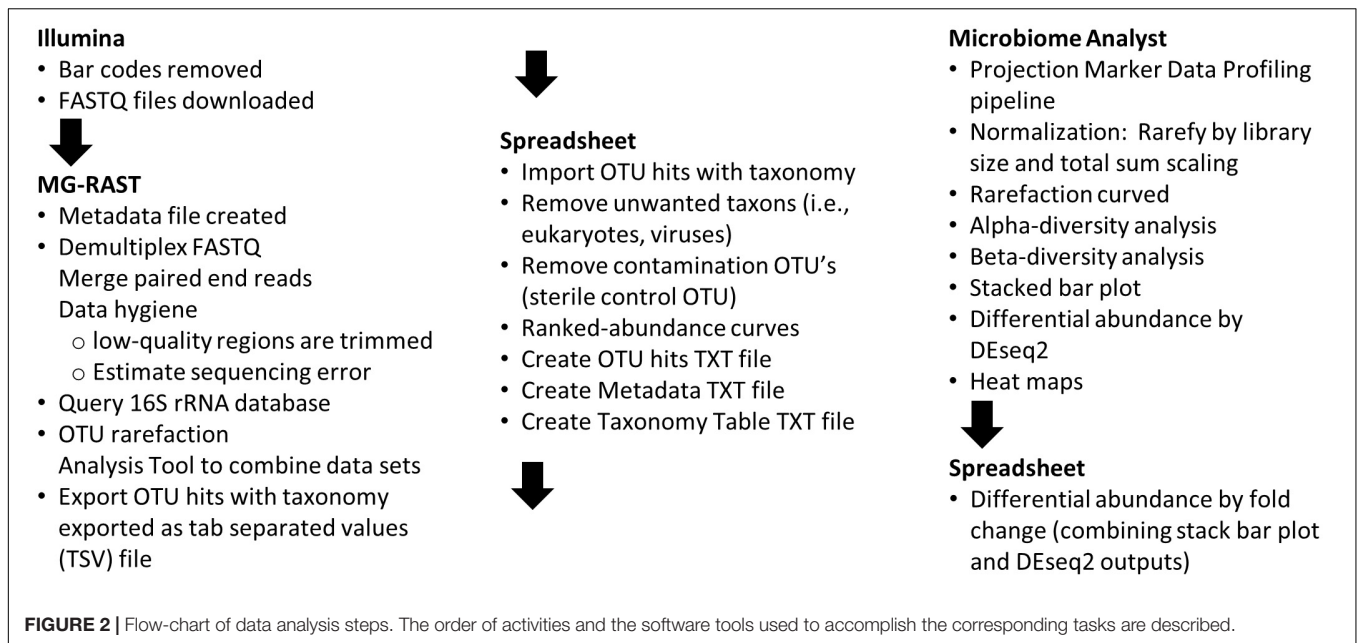 Illumina
• Bar codes removed
• FASTQ files downloaded
MG-RAST
• Metadata file created
• Demultiplex FASTQ
Merge paired end reads
Data hygiene
o low-quality regions are trimmed
o Estimate sequencing error
• Query 16S rRNA database
• OTU rarefaction
Analysis Tool to combine data sets
• Export OTU hits with taxonomy
exported as tab separated values
(TSV) file
Spreadsheet
• Import OTU hits with taxonomy
• Remove unwanted taxons (i.e.,
eukaryotes, viruses)
• Remove contamination OTU's
(sterile control OTU)
• Ranked-abundance curves
• Create OTU hits TXT file
• Create Metadata TXT file
• Create Taxonomy Table TXT file
Microbiome Analyst
• Projection Marker Data Profiling
pipeline
• Normalization: Rarefy by library
size and total sum scaling
• Rarefaction curved
• Alpha-diversity analysis
• Beta-diversity analysis
• Stacked bar plot
• Differential abundance by
DEseq2
• Heat maps
Spreadsheet
• Differential abundance by fold
change (combining stack bar plot
and DEseq2 outputs)
FIGURE 2 | Flow-chart of data analysis steps. The order of activities and the software tools used to accomplish the corresponding tasks are described.